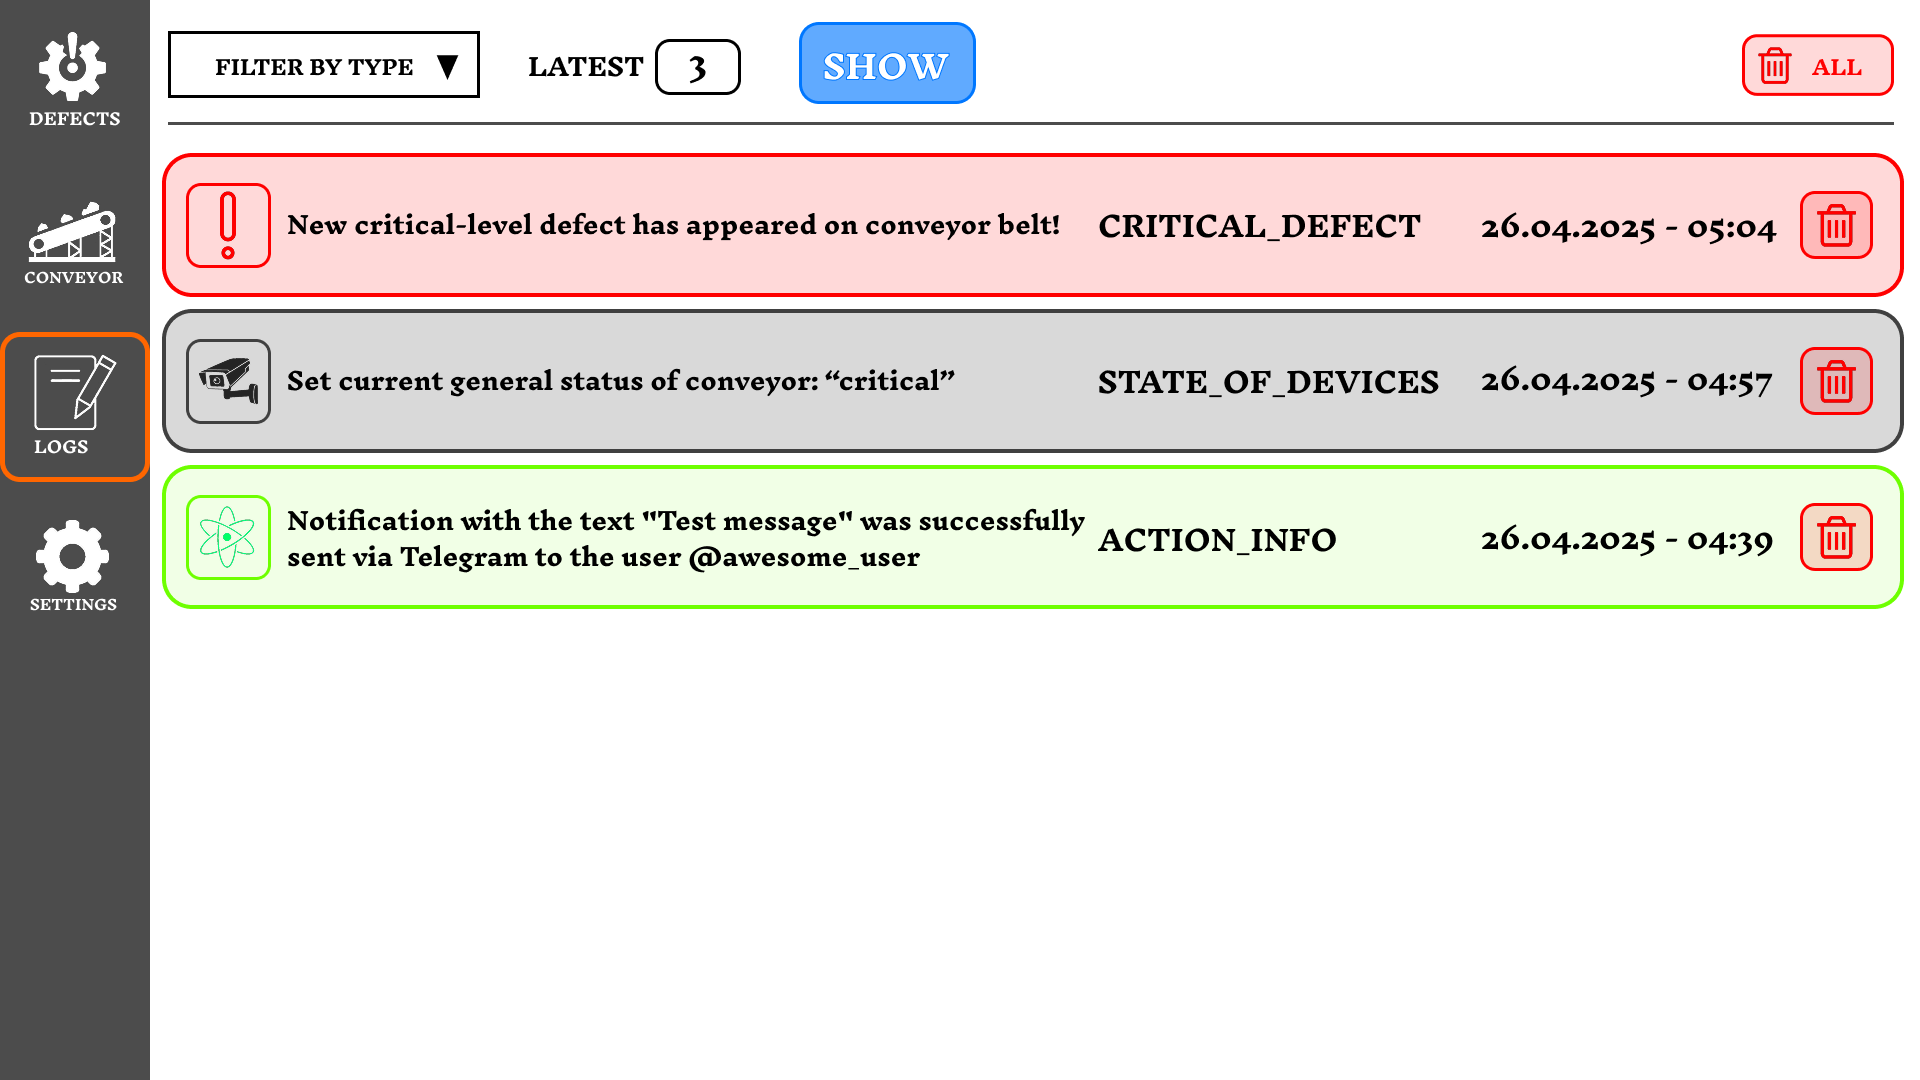 DEFECTS
CONVEYOR
LOGS
SETTINGS
FILTER BY TYPE ▼ LATEST 3 SHOW ALL
New critical-level defect has appeared on conveyor belt! CRITICAL_DEFECT 26.04.2025 - 05:04
Set current general status of conveyor: “critical” STATE_OF_DEVICES 26.04.2025 - 04:57
Notification with the text "Test message" was successfully
sent via Telegram to the user @awesome_user
ACTION_INFO 26.04.2025 - 04:39